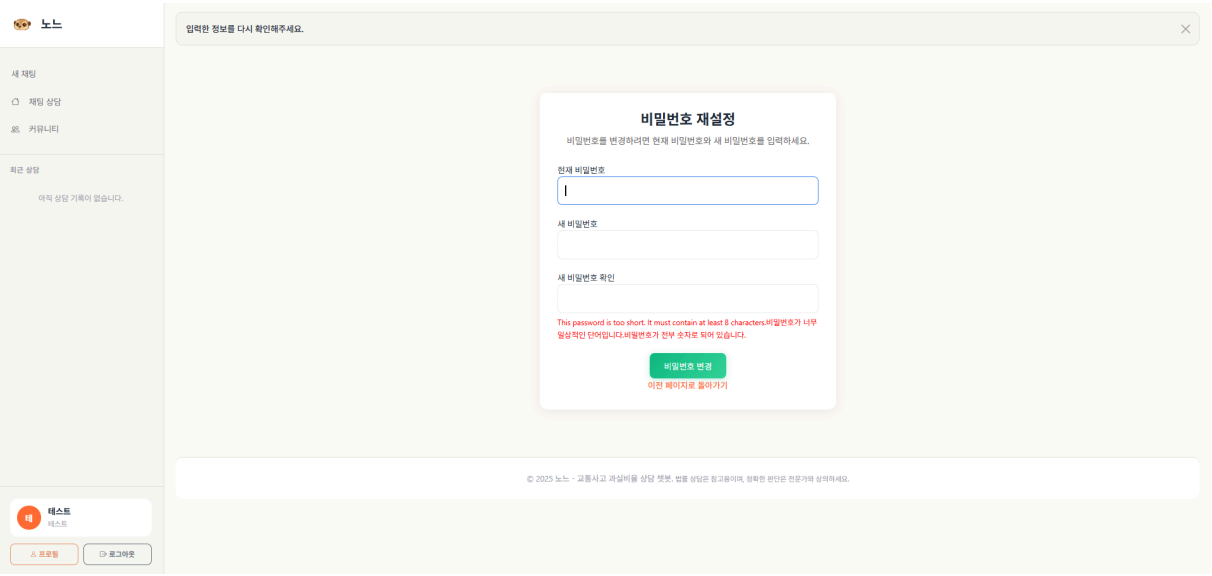 노느
새 채팅
채팅 상담
커뮤니티
최근 상담
아직 상담 기록이 없습니다.
테
테스트
테스트
프로필
로그아웃
입력한 정보를 다시 확인해주세요.
비밀번호 재설정
비밀번호를 변경하려면 현재 비밀번호와 새 비밀번호를 입력하세요.
현재 비밀번호
새 비밀번호
새 비밀번호 확인
This password is too short. It must contain at least 8 characters.비밀번호가 너무
일상적인 단어입니다.비밀번호가 전부 숫자로 되어 있습니다.
비밀번호 변경
이전 페이지로 돌아가기
© 2025 노느 - 교통사고 과실비율 상담 챗봇. 법률 상담은 참고용이며, 정확한 판단은 전문가와 상의하세요.